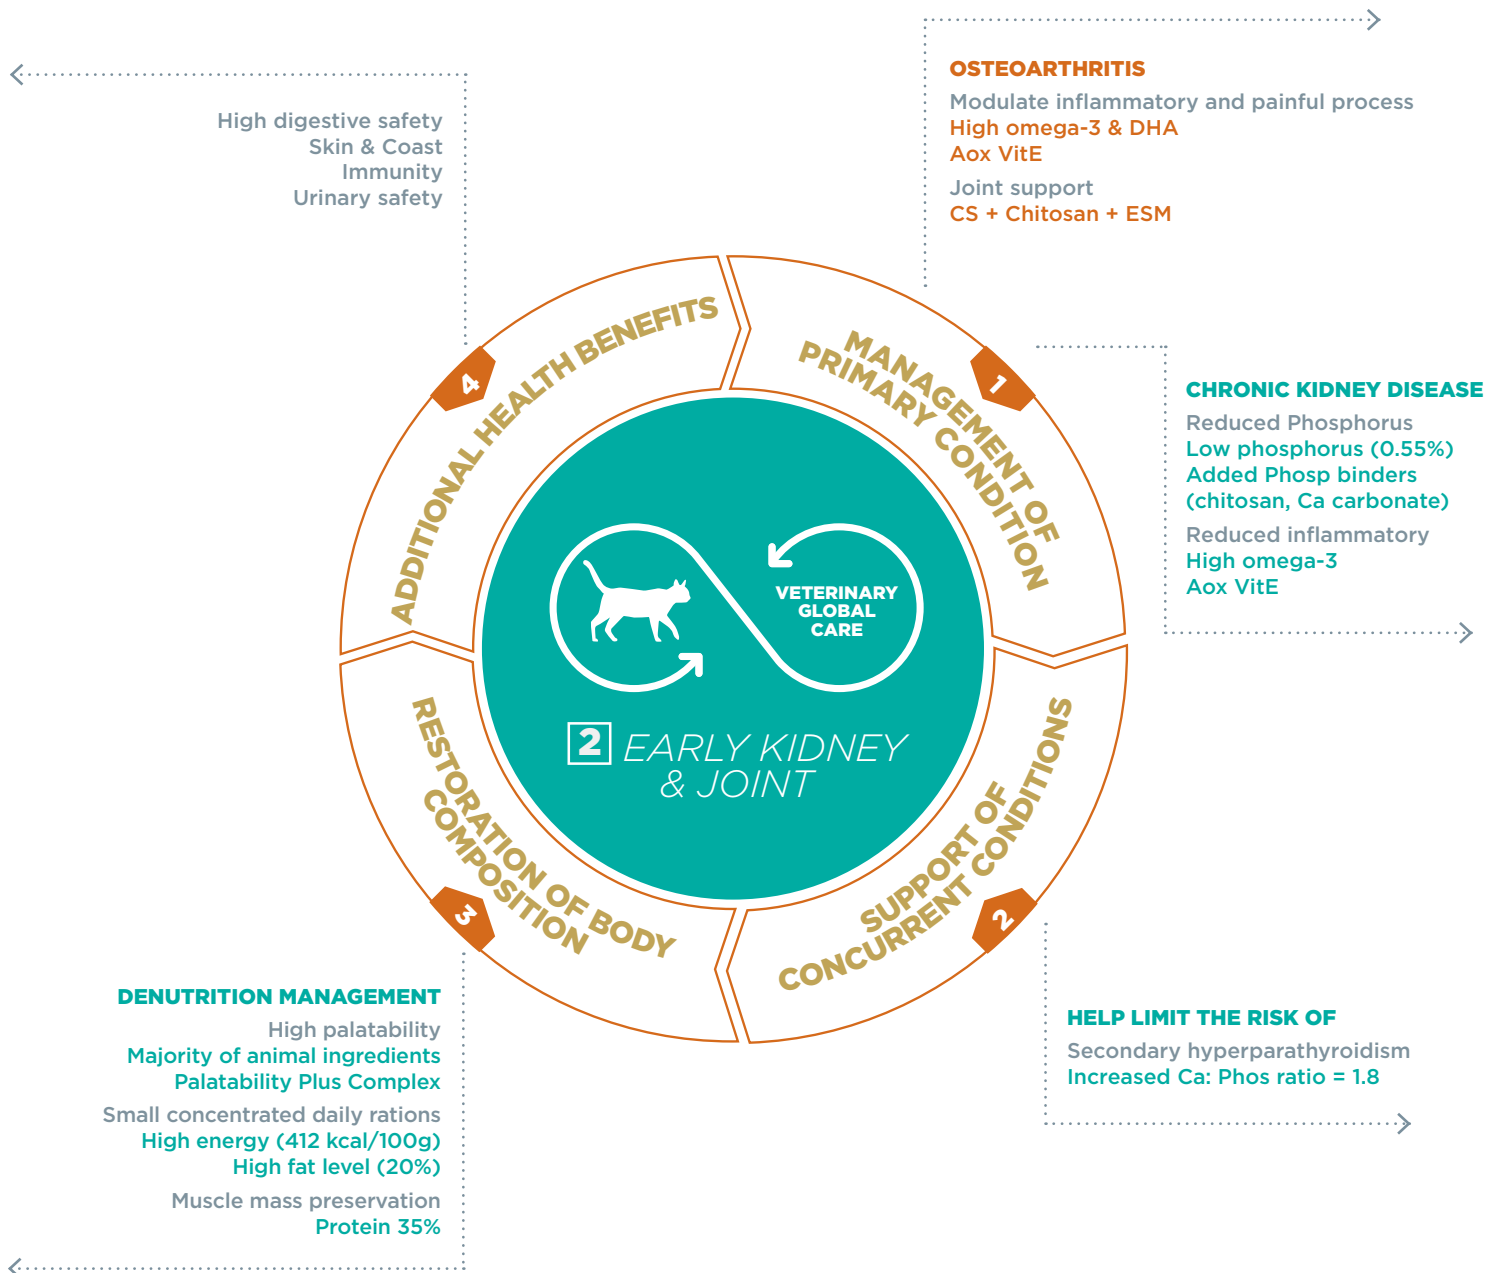 OSTEOARTHRITIS
Modulate inflammatory and painful process
High omega-3 & DHA
Aox VitE
Joint support
CS + Chitosan + ESM
High digestive safety
Skin & Coast
Immunity
Urinary safety
ADDITIONAL HEALTH BENEFITS
4
MANAGEMENT OF
PRIMARY CONDITION
1
CHRONIC KIDNEY DISEASE
Reduced Phosphorus
Low phosphorus (0.55%)
Added Phosp binders
(chitosan, Ca carbonate)
Reduced inflammatory
High omega-3
Aox VitE
VETERINARY
GLOBAL
CARE
2 EARLY KIDNEY
& JOINT
RESTORATION OF BODY
COMPOSITION
3
SUPPORT OF
CONCURRENT CONDITIONS
2
DENUTRITION MANAGEMENT
High palatability
Majority of animal ingredients
Palatability Plus Complex
Small concentrated daily rations
High energy (412 kcal/100g)
High fat level (20%)
Muscle mass preservation
Protein 35%
HELP LIMIT THE RISK OF
Secondary hyperparathyroidism
Increased Ca: Phos ratio = 1.8